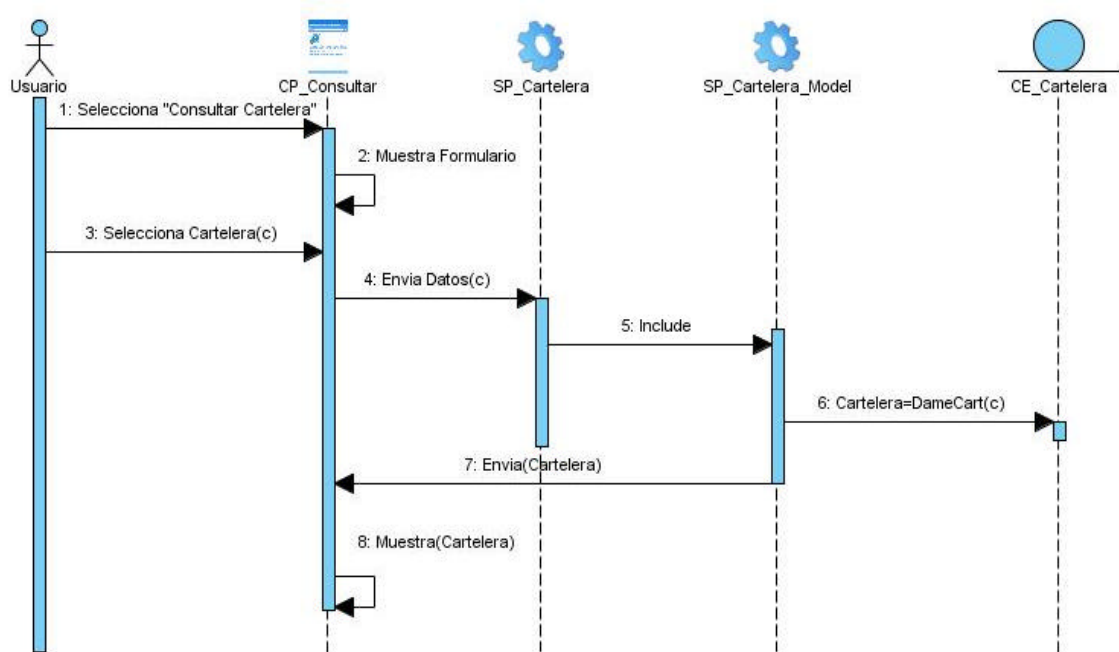 Usuario
CP_Consultar
SP_Cartelera
SP_Cartelera_Model
CE_Cartelera
1: Selecciona "Consultar Cartelera"
2: Muestra Formulario
3: Selecciona Cartelera(c)
4: Envia Datos(c)
5: Include
6: Cartelera=DameCart(c)
7: Envia(Cartelera)
8: Muestra(Cartelera)